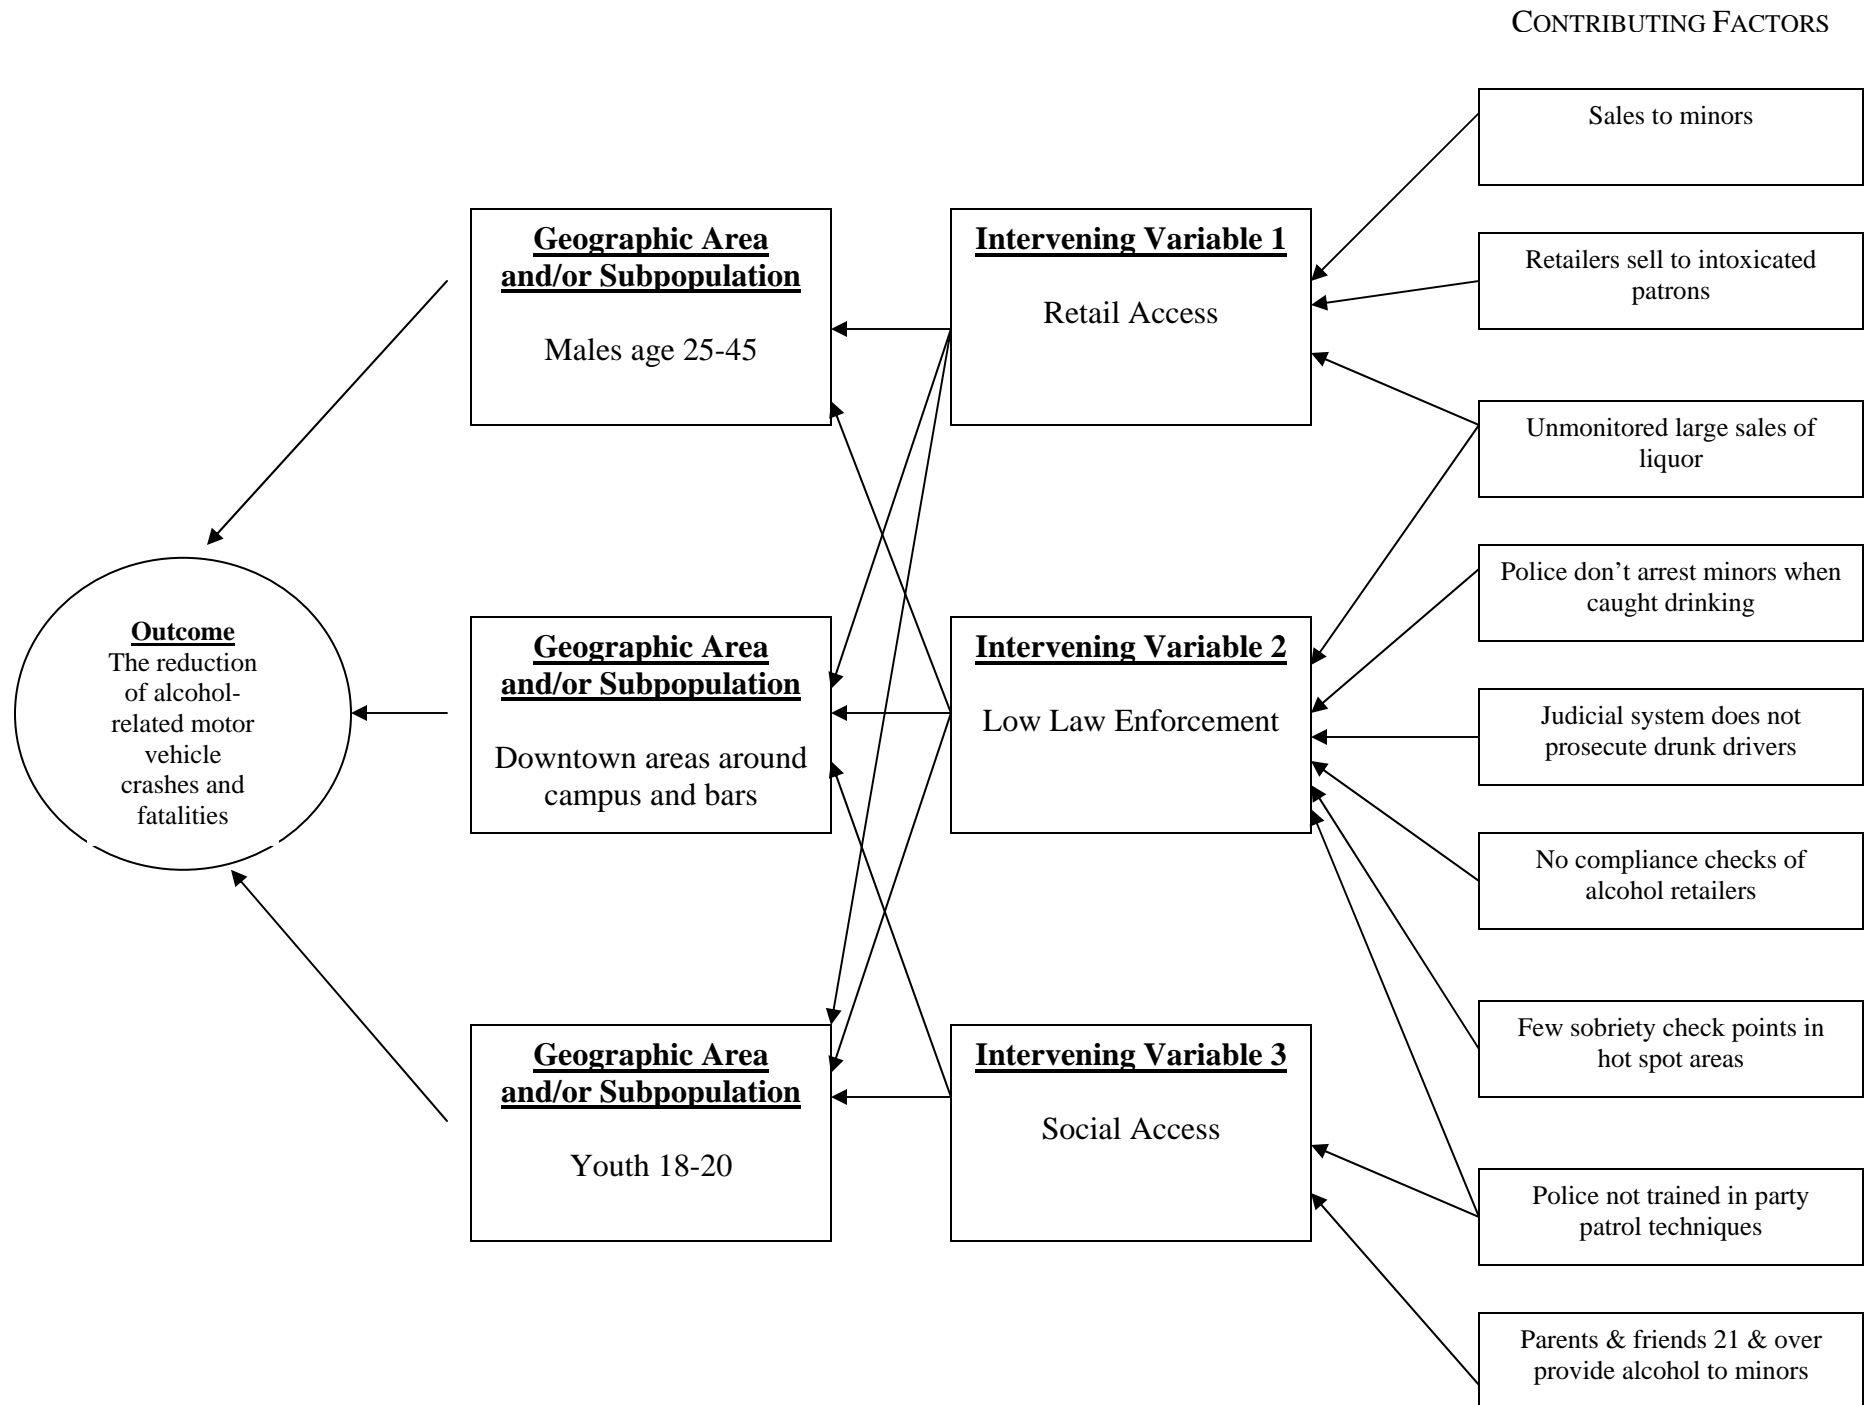 CONTRIBUTING FACTORS
Sales to minors
Retailers sell to intoxicated
patrons
Unmonitored large sales of
liquor
Police don’t arrest minors when
caught drinking
Judicial system does not
prosecute drunk drivers
No compliance checks of
alcohol retailers
Few sobriety check points in
hot spot areas
Police not trained in party
patrol techniques
Parents & friends 21 & over
provide alcohol to minors
Intervening Variable 1
Retail Access
Intervening Variable 2
Low Law Enforcement
Intervening Variable 3
Social Access
Geographic Area
and/or Subpopulation
Males age 25-45
Geographic Area
and/or Subpopulation
Downtown areas around
campus and bars
Geographic Area
and/or Subpopulation
Youth 18-20
Outcome
The reduction
of alcohol-
related motor
vehicle
crashes and
fatalities